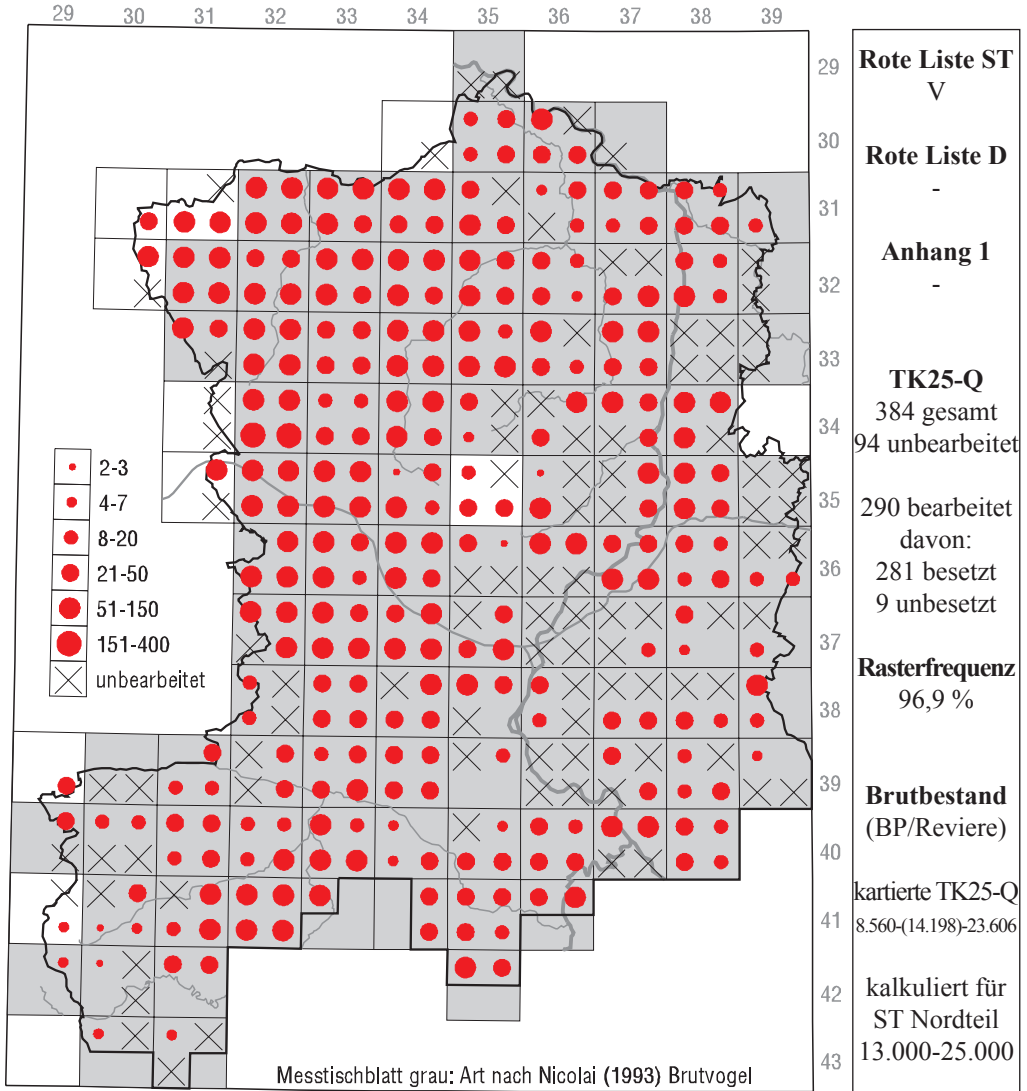 29 30 31 32 33 34 35 36 37 38 39
29
30
31
32
33
34
35
36
37
38
39
40
41
42
43
2-3
4-7
8-20
21-50
51-150
151-400
unbearbeitet
Messtischblatt grau: Art nach Nicolai (1993) Brutvogel
Rote Liste ST
V
Rote Liste D
-
Anhang 1
-
TK25-Q
384 gesamt
94 unbearbeitet
290 bearbeitet
davon:
281 besetzt
9 unbesetzt
Rasterfrequenz
96,9 %
Brutbestand
(BP/Reviere)
kartierte TK25-Q
8.560-(14.198)-23.606
kalkuliert für
ST Nordteil
13.000-25.000